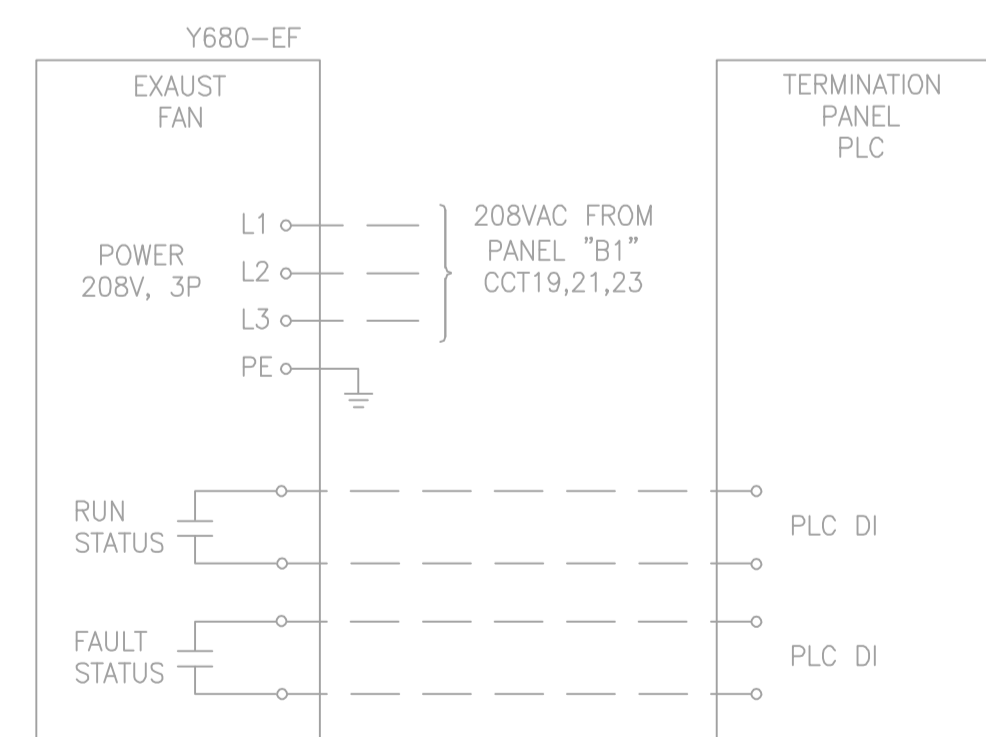 Y680-EF
EXAUST
FAN
TERMINATION
PANEL
PLC
L1
L2
L3
PE
POWER
208V, 3P
208VAC FROM
PANEL "B1"
CCT19,21,23
RUN
STATUS
PLC DI
FAULT
STATUS
PLC DI